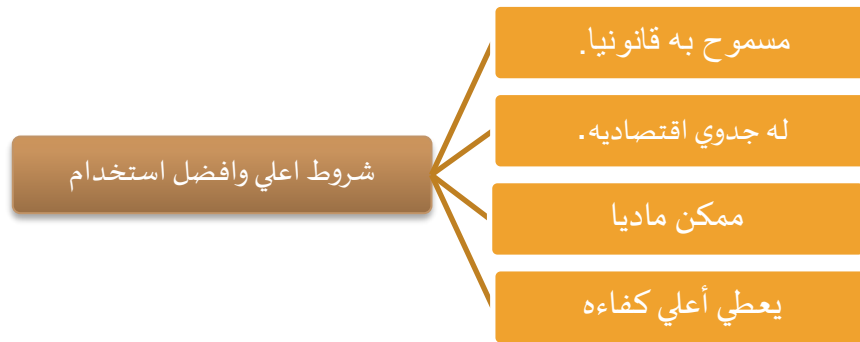 شروط اعلي وافضل استخدام
مسموح به قانونيا.
له جدوي اقتصاديه.
ممكن ماديا
يعطي أعلي كفاءه